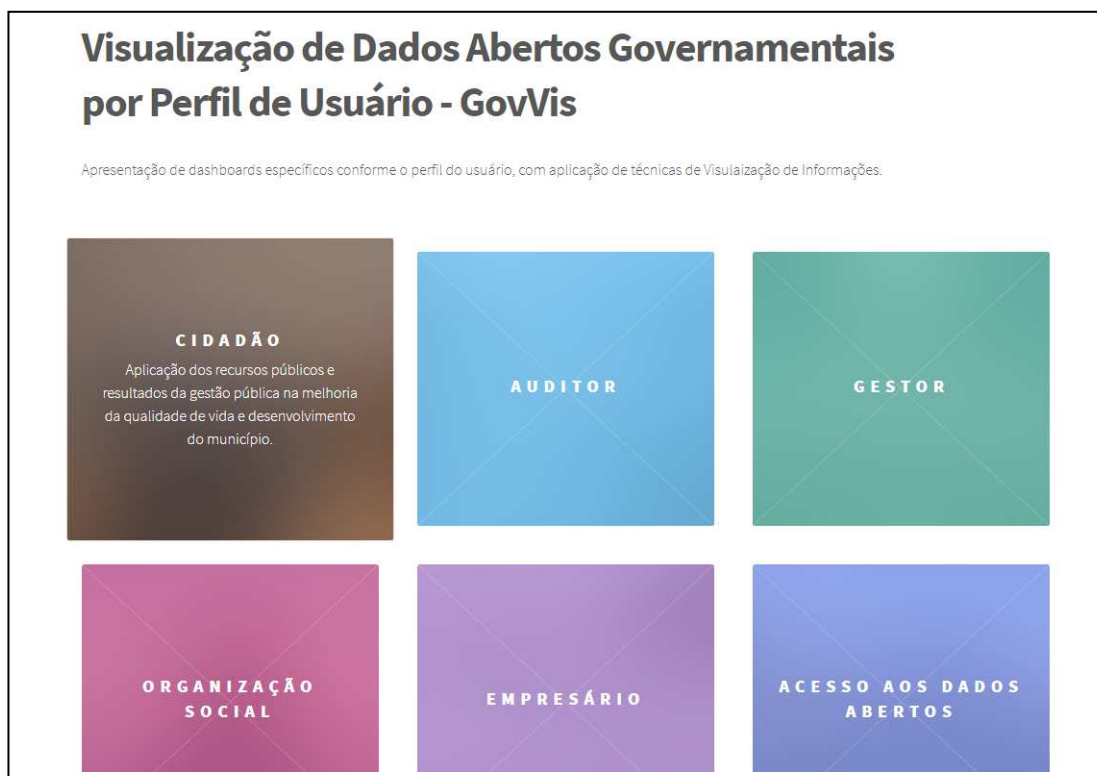 Visualização de Dados Abertos Governamentais
por Perfil de Usuário - GovVis
Apresentação de dashboards específicos conforme o perfil do usuário, com aplicação de técnicas de Visulaização de Informações.
CIDADÃO
Aplicação dos recursos públicos e
resultados da gestão pública na melhoria
da qualidade de vida e desenvolvimento
do município.
AUDITOR
GESTOR
ORGANIZAÇÃO
SOCIAL
EMPRESÁRIO
ACESSO AOS DADOS
ABERTOS